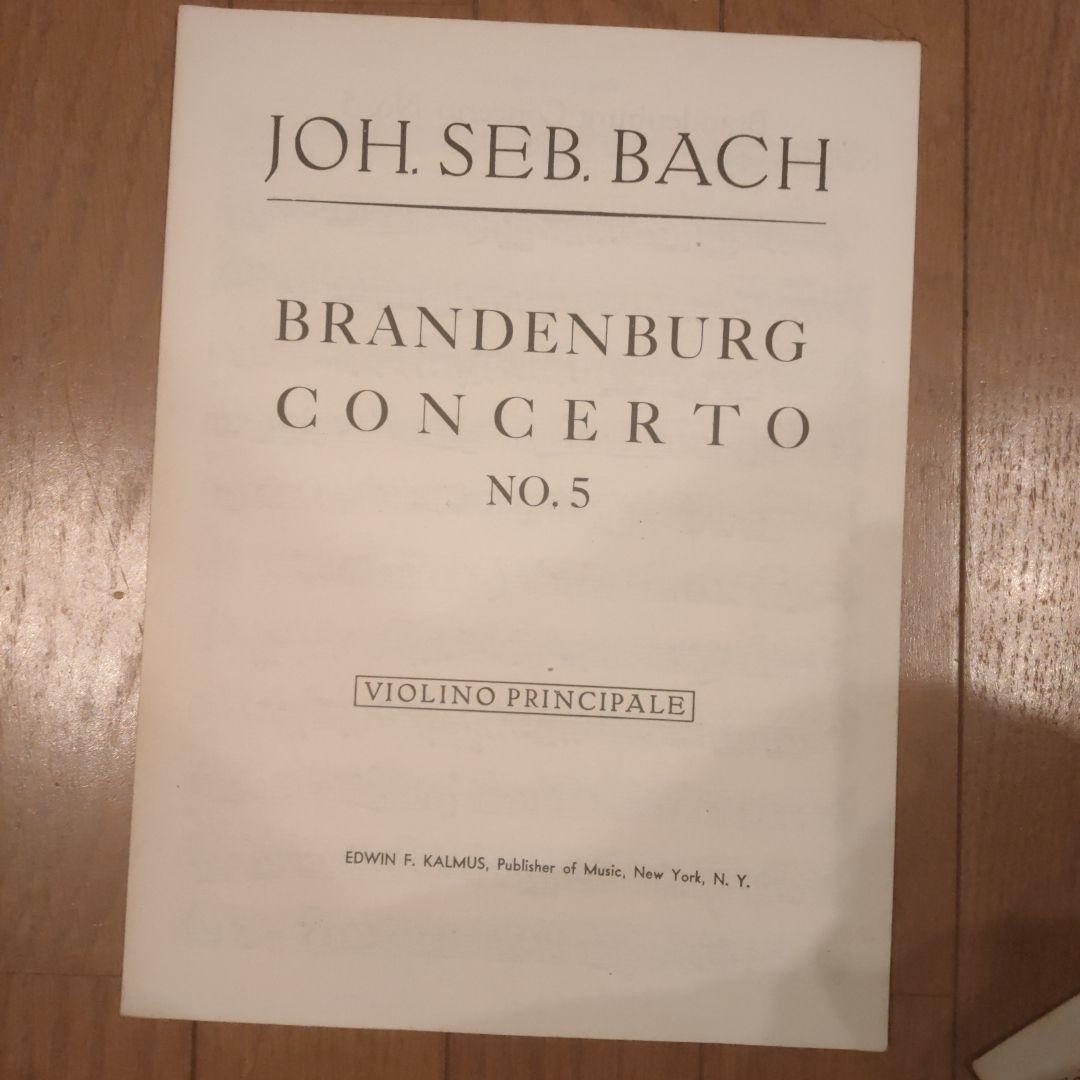 JOH. SEB. BACH
BRANDENBURG
CONCERTO
NO. 5
VIOLINO PRINCIPALE
EDWIN F. KALMUS, Publisher of Music, New York, N. Y.